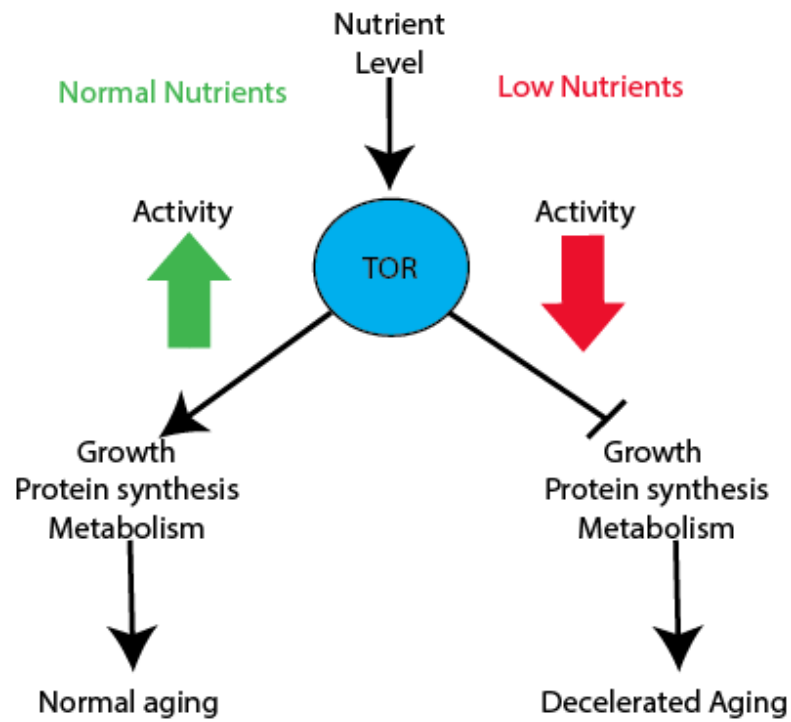 Nutrient
Level
Normal Nutrients
Low Nutrients
Activity
Activity
TOR
Growth
Protein synthesis
Metabolism
Growth
Protein synthesis
Metabolism
Normal aging
Decelerated Aging